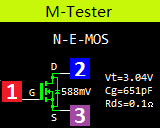 M-Tester
N-E-MOS
D 2
1 G 588mV
S 3
Vt=3.04V
Cg=651pF
Rds=0.1Ω